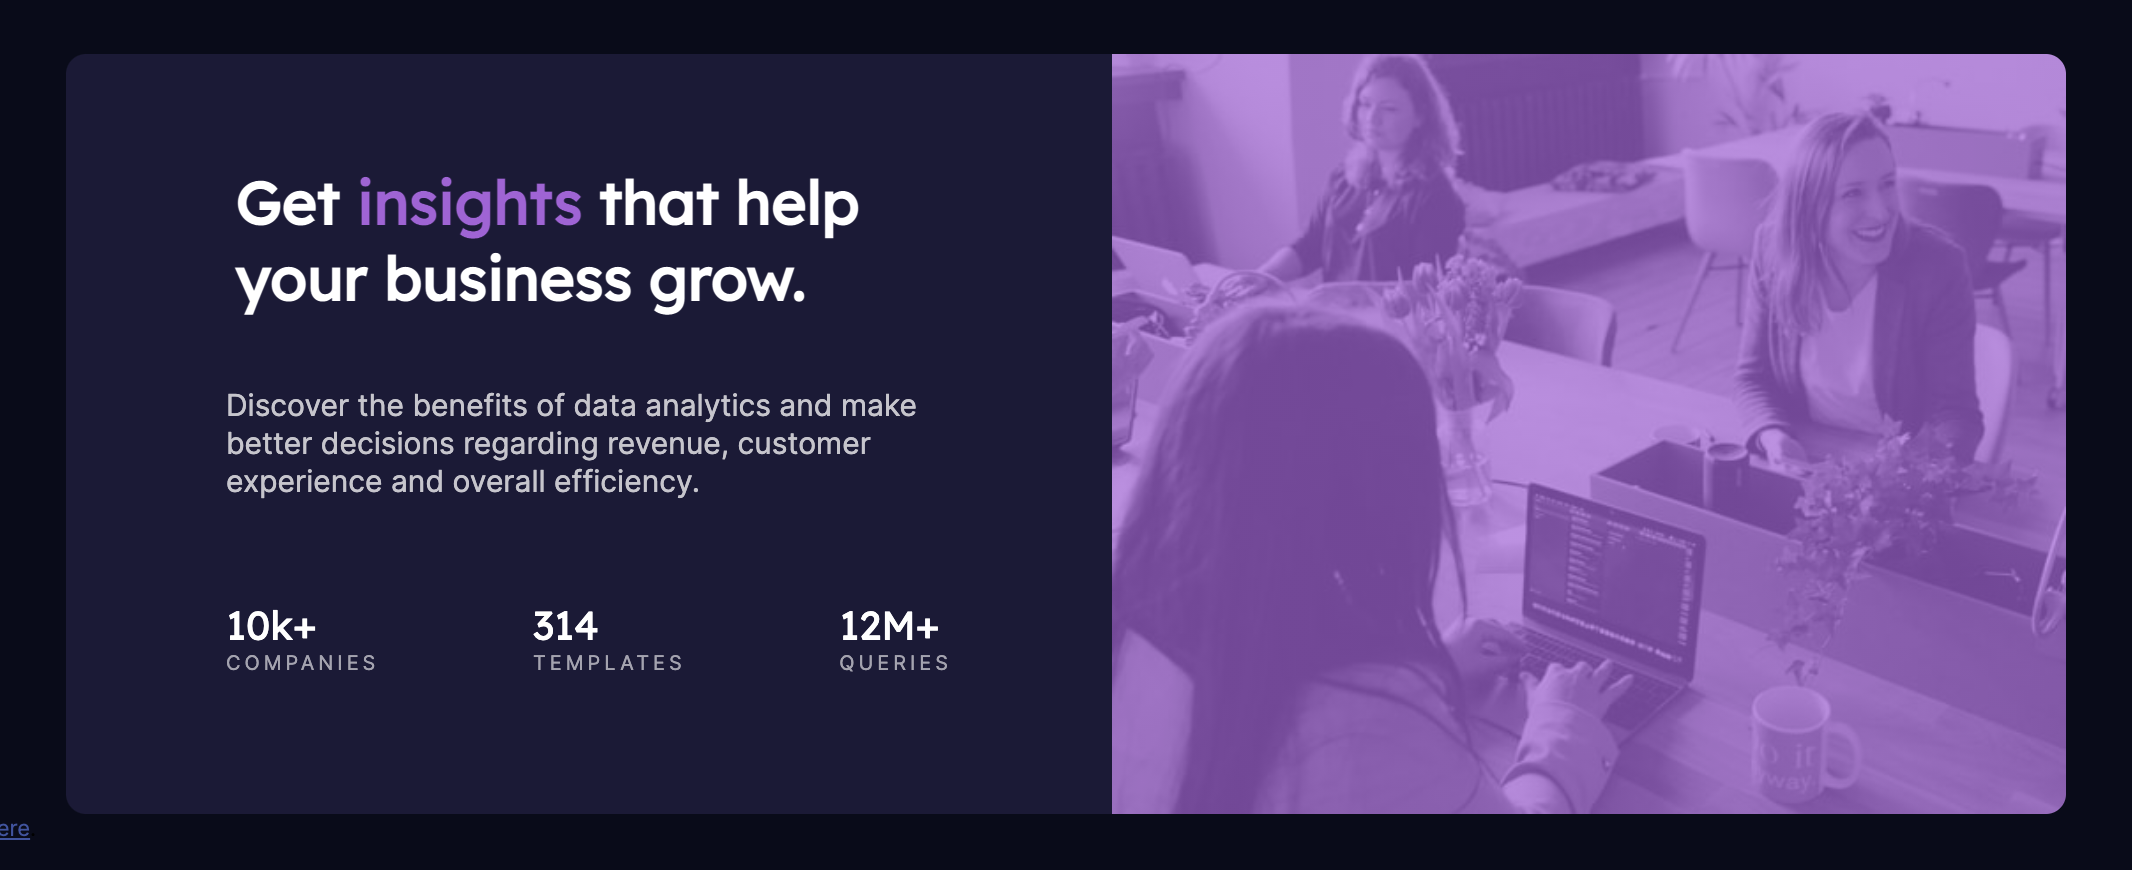 Get insights that help
your business grow.
Discover the benefits of data analytics and make
better decisions regarding revenue, customer
experience and overall efficiency.
10k+
COMPANIES
314
TEMPLATES
12M+
QUERIES
ere